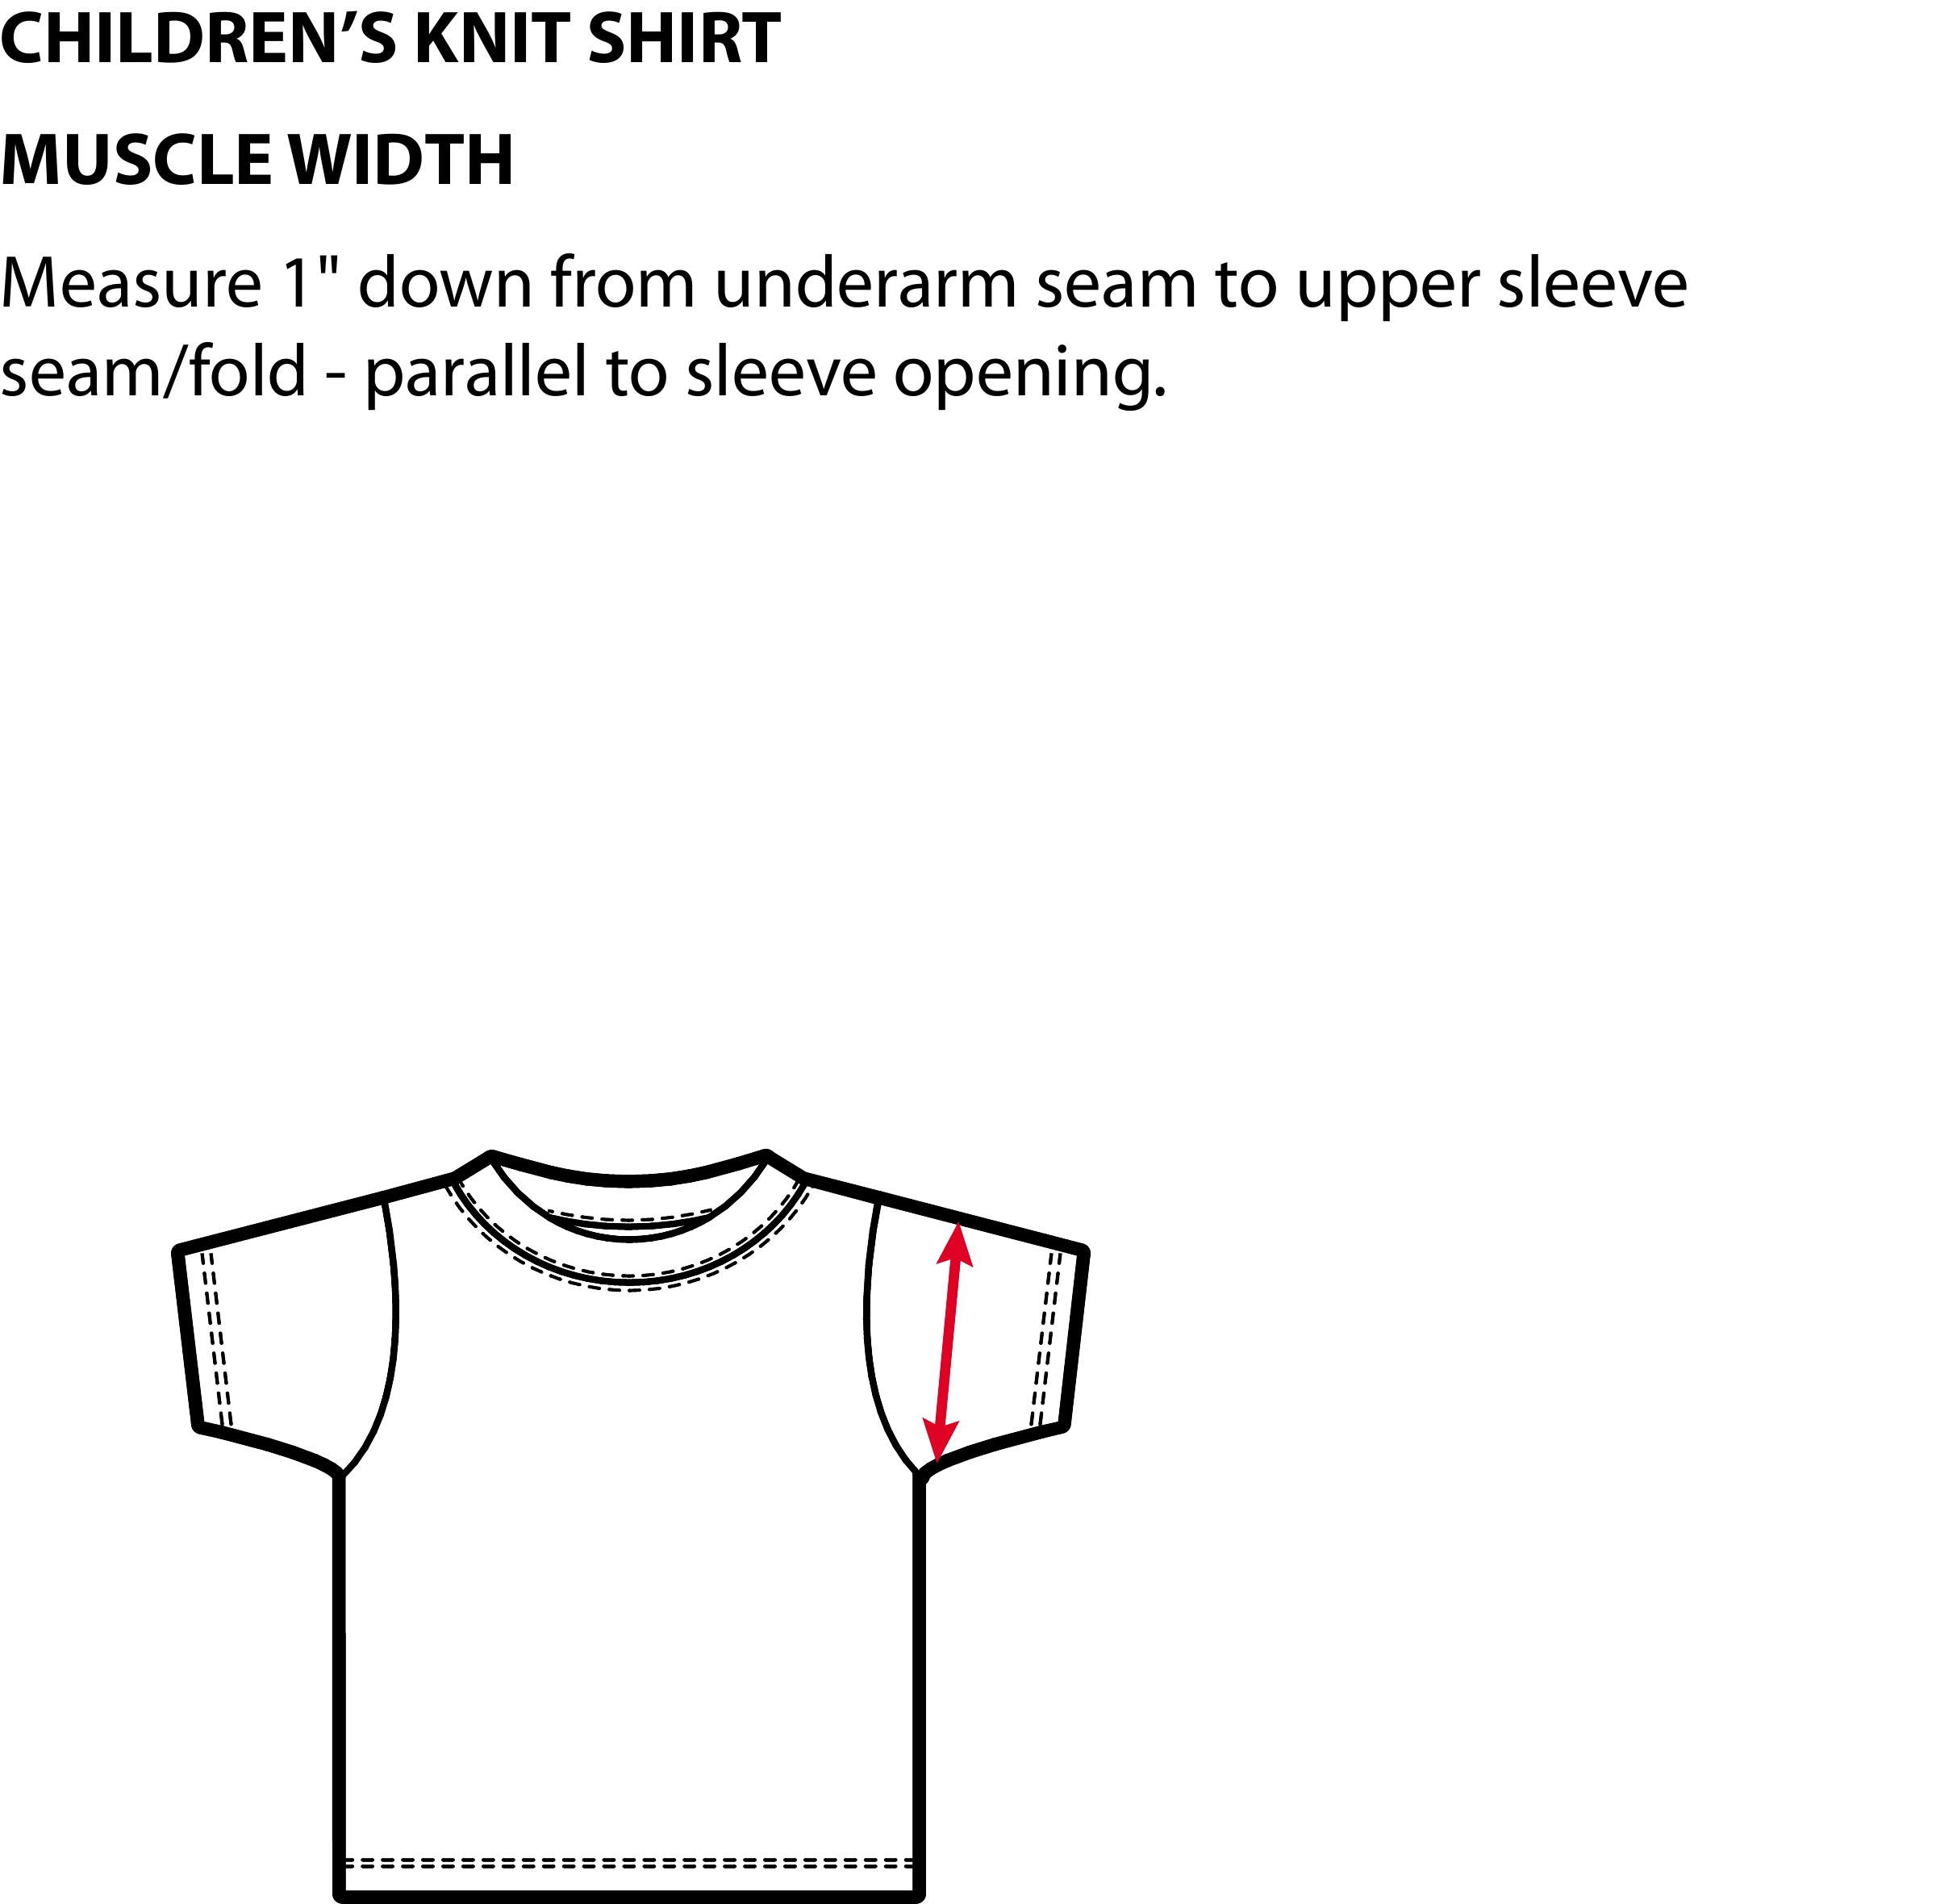 CHILDREN’S KNIT SHIRT
MUSCLE WIDTH
Measure 1" down from underarm seam to upper sleeve
seam/fold - parallel to sleeve opening.